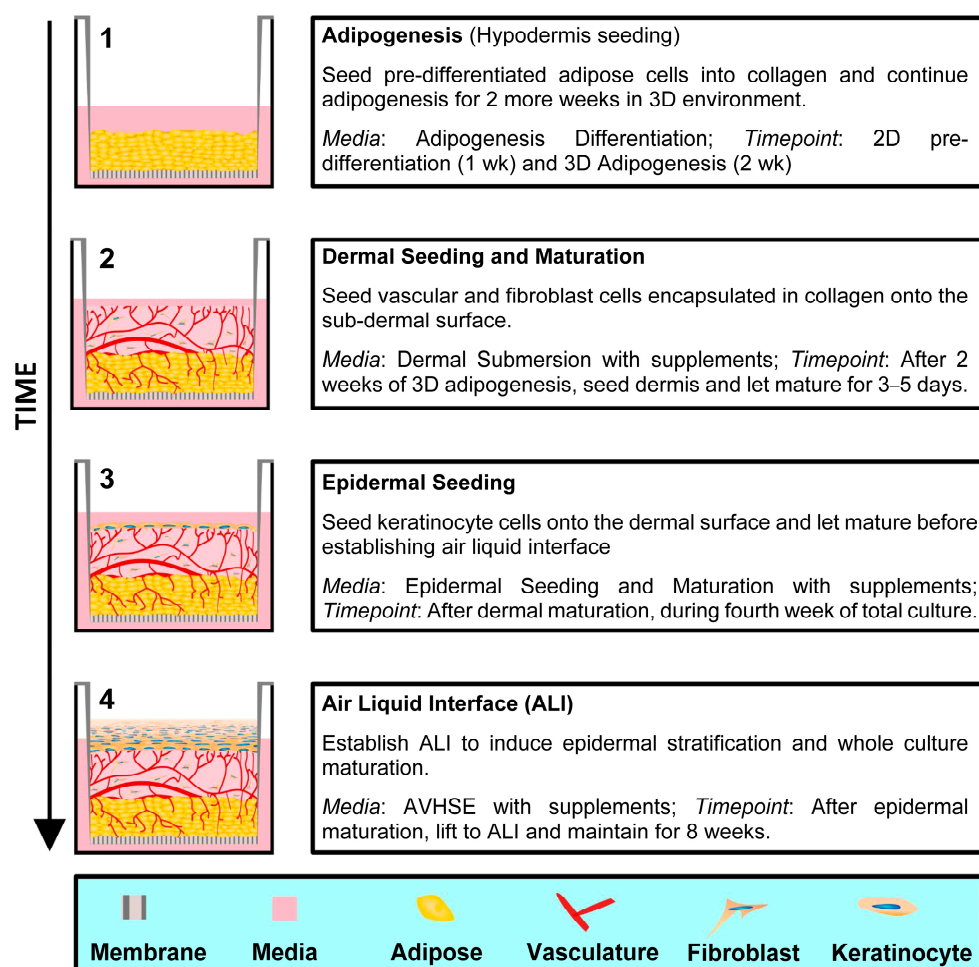 TIME
1
Adipogenesis (Hypodermis seeding)
Seed pre-differentiated adipose cells into collagen and continue
adipogenesis for 2 more weeks in 3D environment.
Media: Adipogenesis Differentiation; Timepoint: 2D pre-
differentiation (1 wk) and 3D Adipogenesis (2 wk)
2
Dermal Seeding and Maturation
Seed vascular and fibroblast cells encapsulated in collagen onto the
sub-dermal surface.
Media: Dermal Submersion with supplements; Timepoint: After 2
weeks of 3D adipogenesis, seed dermis and let mature for 3–5 days.
3
Epidermal Seeding
Seed keratinocyte cells onto the dermal surface and let mature before
establishing air liquid interface
Media: Epidermal Seeding and Maturation with supplements;
Timepoint: After dermal maturation, during fourth week of total culture.
4
Air Liquid Interface (ALI)
Establish ALI to induce epidermal stratification and whole culture
maturation.
Media: AVHSE with supplements; Timepoint: After epidermal
maturation, lift to ALI and maintain for 8 weeks.
Membrane Media Adipose Vasculature Fibroblast Keratinocyte